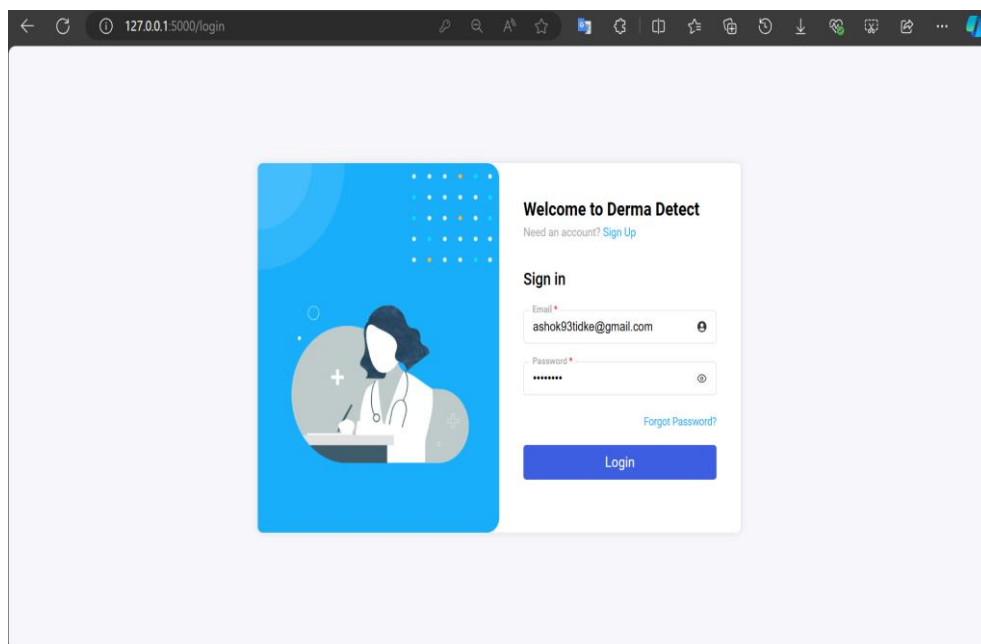 127.0.0.1:5000/login
Welcome to Derma Detect
Need an account? Sign Up
Sign in
Email *
ashok93tidke@gmail.com
Password *
••••••••
Forgot Password?
Login